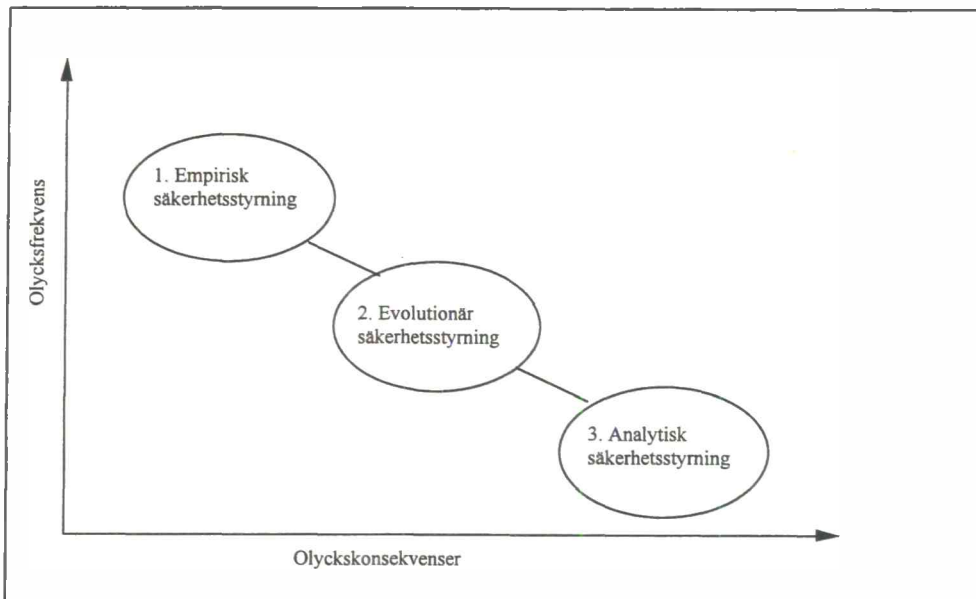 Olycksfrekvens
1. Empirisk
säkerhetsstyrning
2. Evolutionär
säkerhetsstyrning
3. Analytisk
säkerhetsstyrning
Olyckskonsekvenser